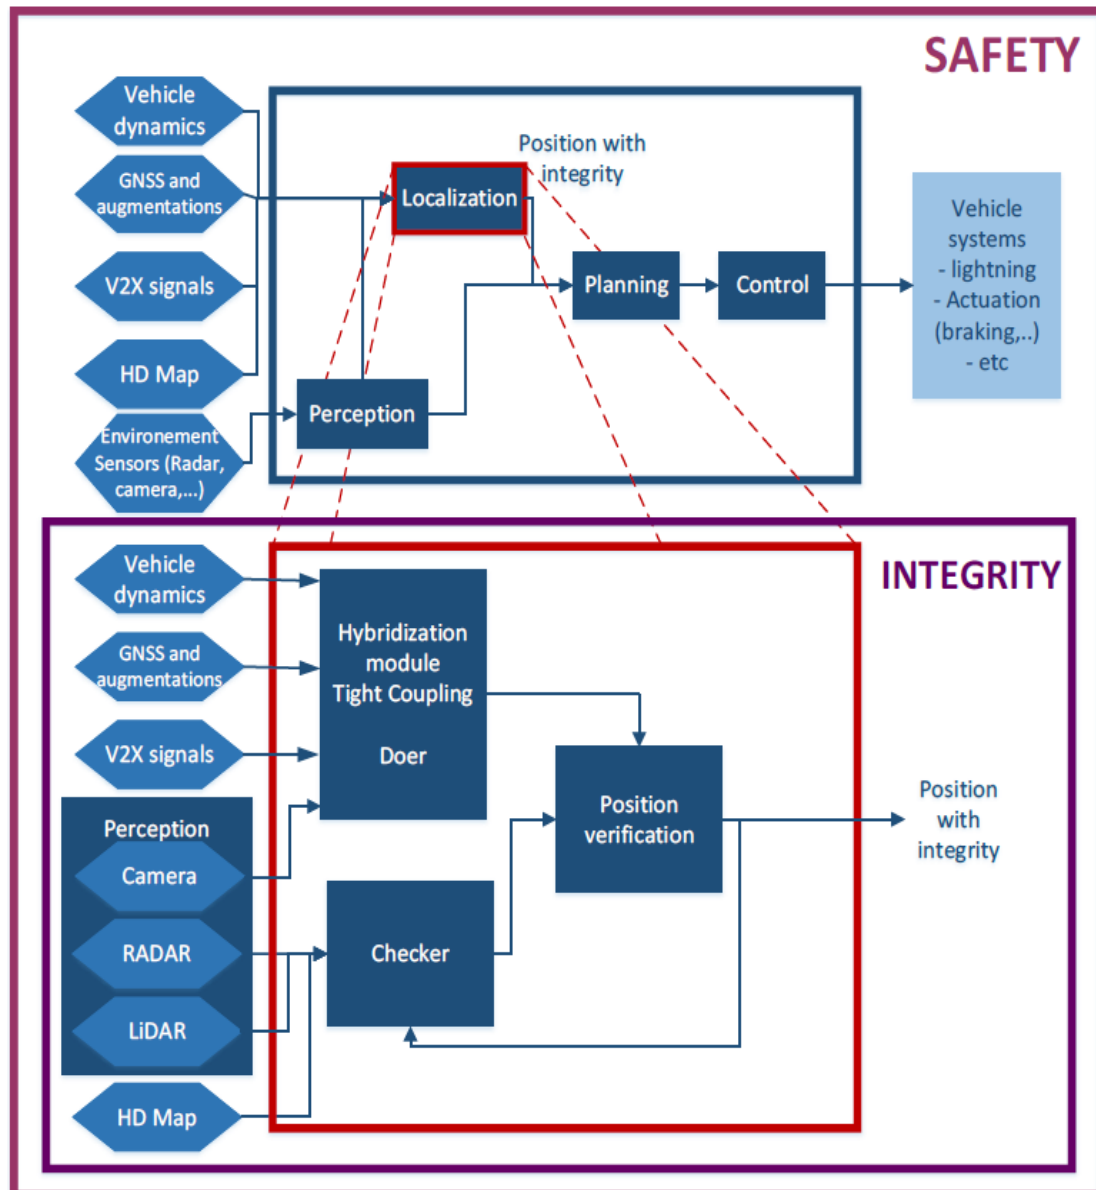 SAFETY
Vehicle
dynamics
GNSS and
augmentations
V2X signals
HD Map
Environement
Sensors (Radar,
camera,...)
Localization
Position with
integrity
Perception
Planning
Control
Vehicle
systems
- lightning
- Actuation
(braking,..)
- etc
INTEGRITY
Vehicle
dynamics
GNSS and
augmentations
V2X signals
Perception
Camera
RADAR
LiDAR
HD Map
Hybridization
module
Tight Coupling
Doer
Checker
Position
verification
Position
with
integrity